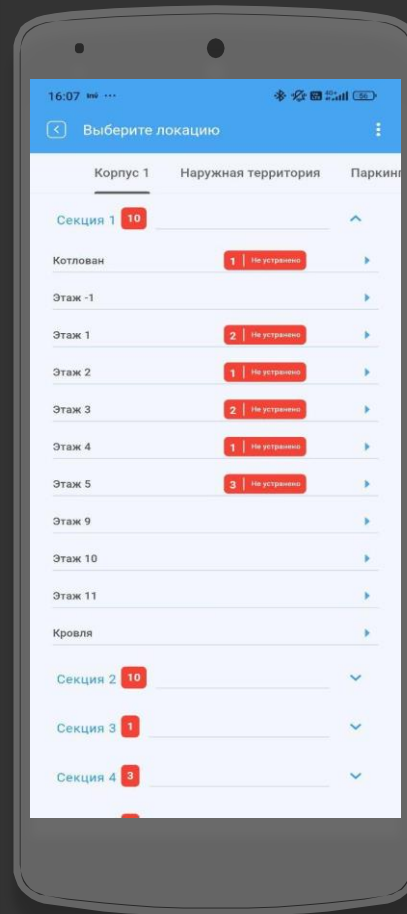 16:07
Выберите локацию
Корпус 1 Наружная территория Паркинг
Секция 1 10
Котлован 1 Не устранено
Этаж -1
Этаж 1 2 Не устранено
Этаж 2 1 Не устранено
Этаж 3 2 Не устранено
Этаж 4 1 Не устранено
Этаж 5 3 Не устранено
Этаж 9
Этаж 10
Этаж 11
Кровля
Секция 2 10
Секция 3 1
Секция 4 3